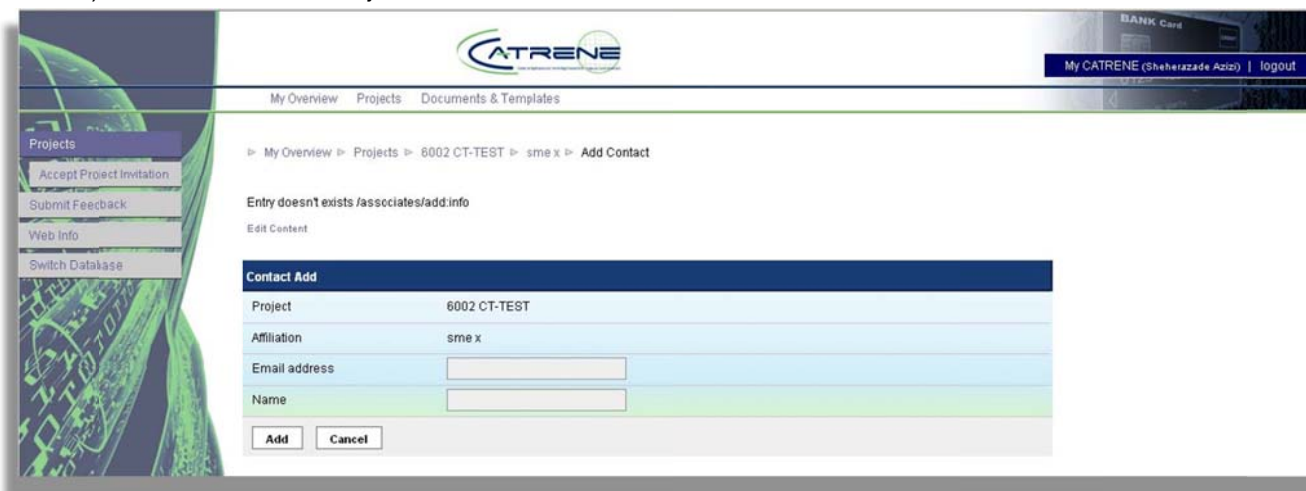 CATRENE
BANK Card
My CATRENE (Sheherazade Azizi) | logout
My Overview Projects Documents & Templates
Projects
Accept Project Invitation
Submit Feedback
Web Info
Switch Database
My Overview Projects 6002 CT-TEST sme x Add Contact
Entry doesn't exists /associates/add:info
Edit Content
Contact Add
Project 6002 CT-TEST
Affiliation sme x
Email address
Name
Add Cancel